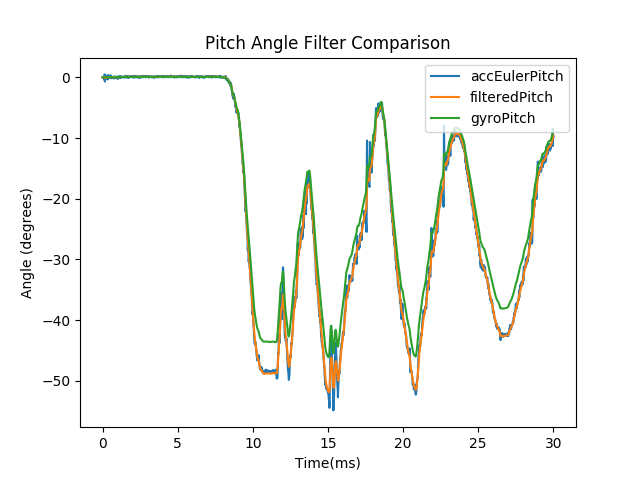 Pitch Angle Filter Comparison
accEulerPitch
filteredPitch
gyroPitch
Angle (degrees)
0
−10
−20
−30
−40
−50
0 5 10 15 20 25 30
Time(ms)